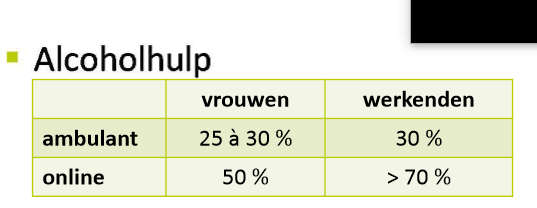 Alcoholhulp
vrouwen werkenden
ambulant 25 à 30 % 30 %
online 50 % > 70 %